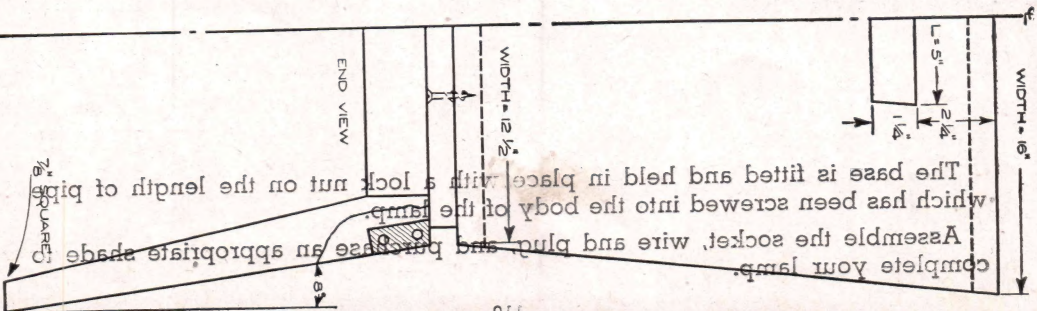 WIDTH = 16"
L = 5"
2 1/4"
1 1/4"
WIDTH = 12 1/2"
END VIEW
The base is fitted and held in place with a lock nut on the length of pipe
which has been screwed into the body of the lamp.
Assemble the socket, wire and plug, and purchase an appropriate shade to
complete your lamp.
7/8" SQUARE
8°